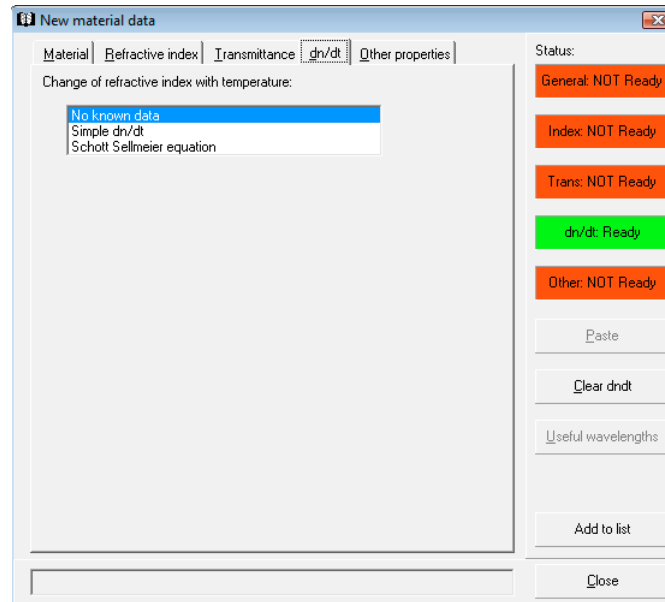 New material data
Material Refractive index Transmittance dn/dt Other properties
Change of refractive index with temperature:
No known data
Simple dn/dt
Schott Sellmeier equation
Status:
General: NOT Ready
Index: NOT Ready
Trans: NOT Ready
dn/dt: Ready
Other: NOT Ready
Paste
Clear dndt
Useful wavelengths
Add to list
Close